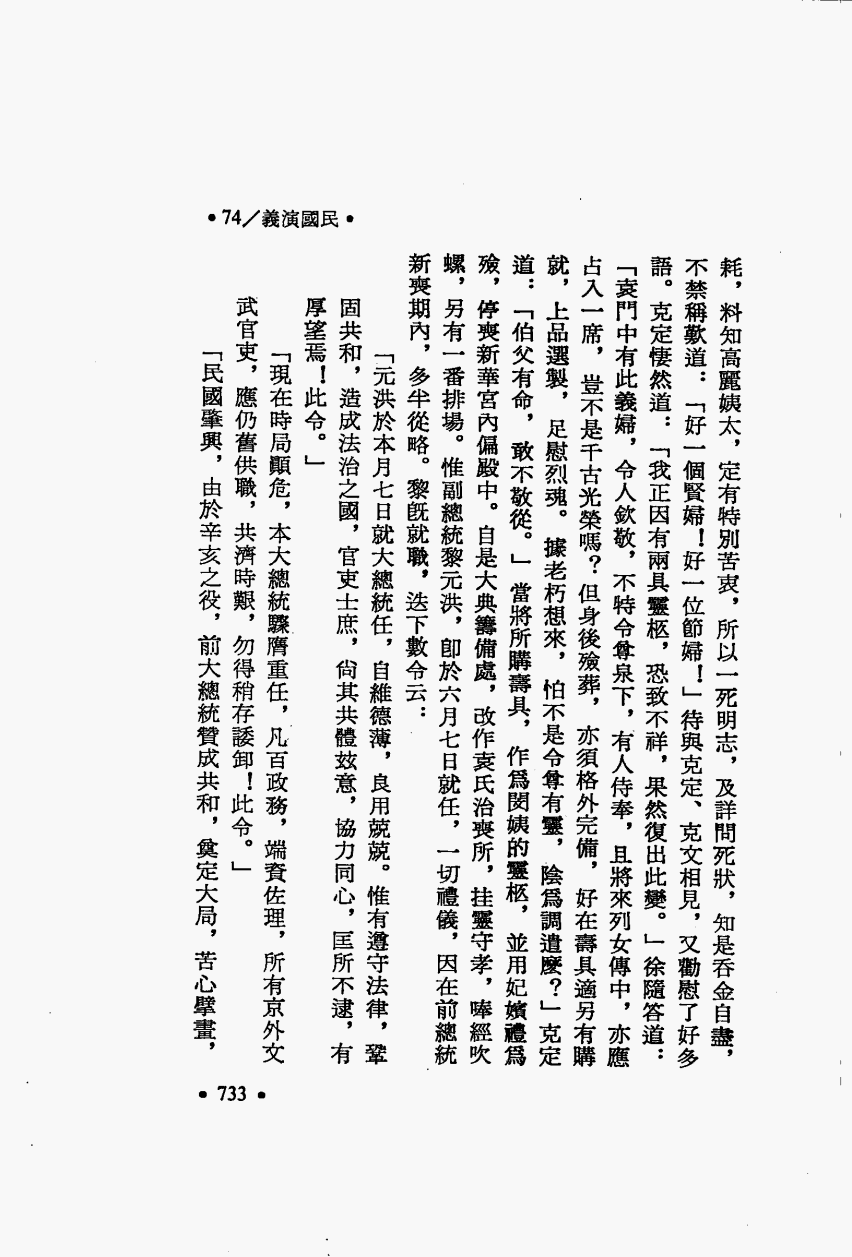 •74／義演國民•
耗，料知高麗姨太，定有特別苦衷，所以一死明志，及詳問死狀，知是吞金自盡，
不禁稱歎道：「好一個賢婦！好一位節婦！」待與克定、克文相見，又勸慰了好多
語。克定悽然道：「我正因有兩具靈柩，恐致不祥，果然復出此變。」徐隨答道：
「袁門中有此義婦，令人欽敬，不特令尊泉下，有人侍奉，且將來列女傳中，亦應
占入一席，豈不是千古光榮嗎？但身後殮葬，亦須格外完備，好在壽具適另有購
就，上品選製，足慰烈魂。據老朽想來，怕不是令尊有靈，陰爲調遣麼？」克定
道：「伯父有命，敢不敬從。」當將所購壽具，作爲閔姨的靈柩，並用妃嬪禮爲
殮，停喪新華宮內偏殿中。自是大典籌備處，改作袁氏治喪所，挂靈守孝，唪經吹
螺，另有一番排場。惟副總統黎元洪，卽於六月七日就任，一切禮儀，因在前總統
新喪期內，多半從略。黎旣就職，迭下數令云：
「元洪於本月七日就大總統任，自維德薄，良用兢兢。惟有遵守法律，鞏
固共和，造成法治之國，官吏士庶，尙其共體玆意，協力同心，匡所不逮，有
厚望焉！此令。」
「現在時局顚危，本大總統驟膺重任，凡百政務，端賚佐理，所有京外文
武官吏，應仍舊供職，共濟時艱，勿得稍存諉卸！此令。」
「民國肇興，由於辛亥之役，前大總統贊成共和，奠定大局，苦心擘畫，
•733•